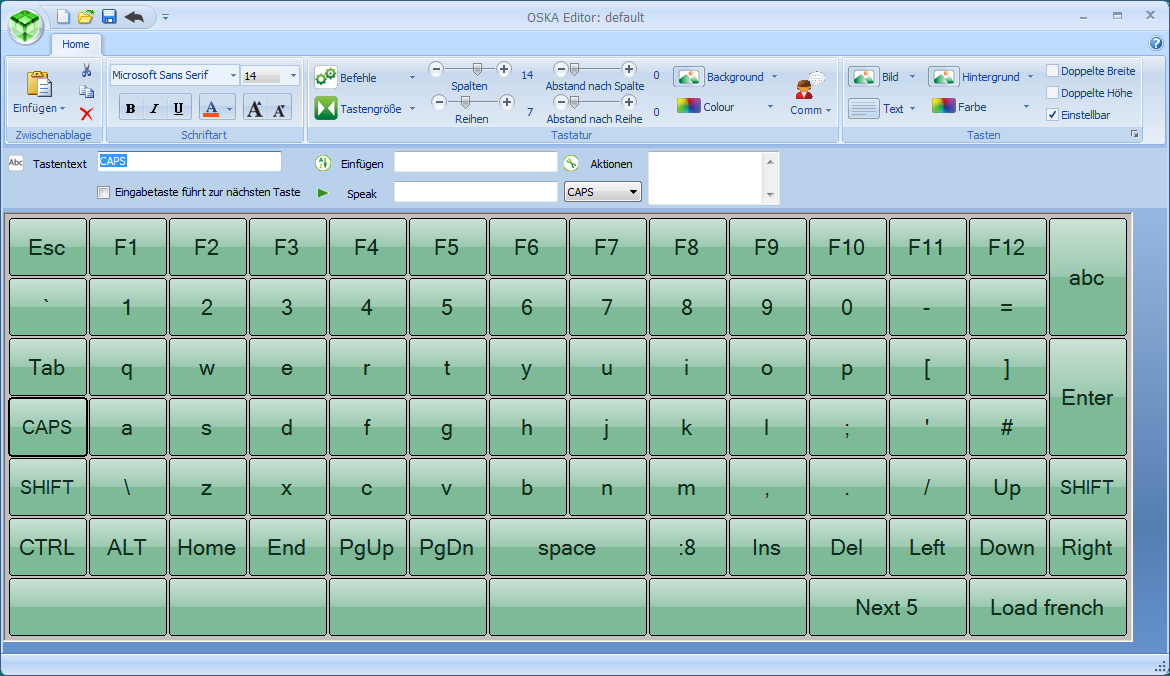 OSKA Editor: default
Home
Einfügen
Zwischenablage
Microsoft Sans Serif 14
B I U A A A
Schriftart
Befehle
Tastengröße
Spalten 14
Reihen 7
Abstand nach Spalte 0
Abstand nach Reihe 0
Background
Colour
Comm
Tastatur
Bild
Text
Hintergrund
Farbe
Doppelte Breite
Doppelte Höhe
Einstellbar
Tasten
Abc Tastentext CAPS Einfügen Aktionen
Eingabetaste führt zur nächsten Taste Speak CAPS
Esc F1 F2 F3 F4 F5 F6 F7 F8 F9 F10 F11 F12 abc
` 1 2 3 4 5 6 7 8 9 0 - =
Tab q w e r t y u i o p [ ] Enter
CAPS a s d f g h j k l ; ' #
SHIFT \ z x c v b n m , . / Up SHIFT
CTRL ALT Home End PgUp PgDn space :8 Ins Del Left Down Right
Next 5 Load french